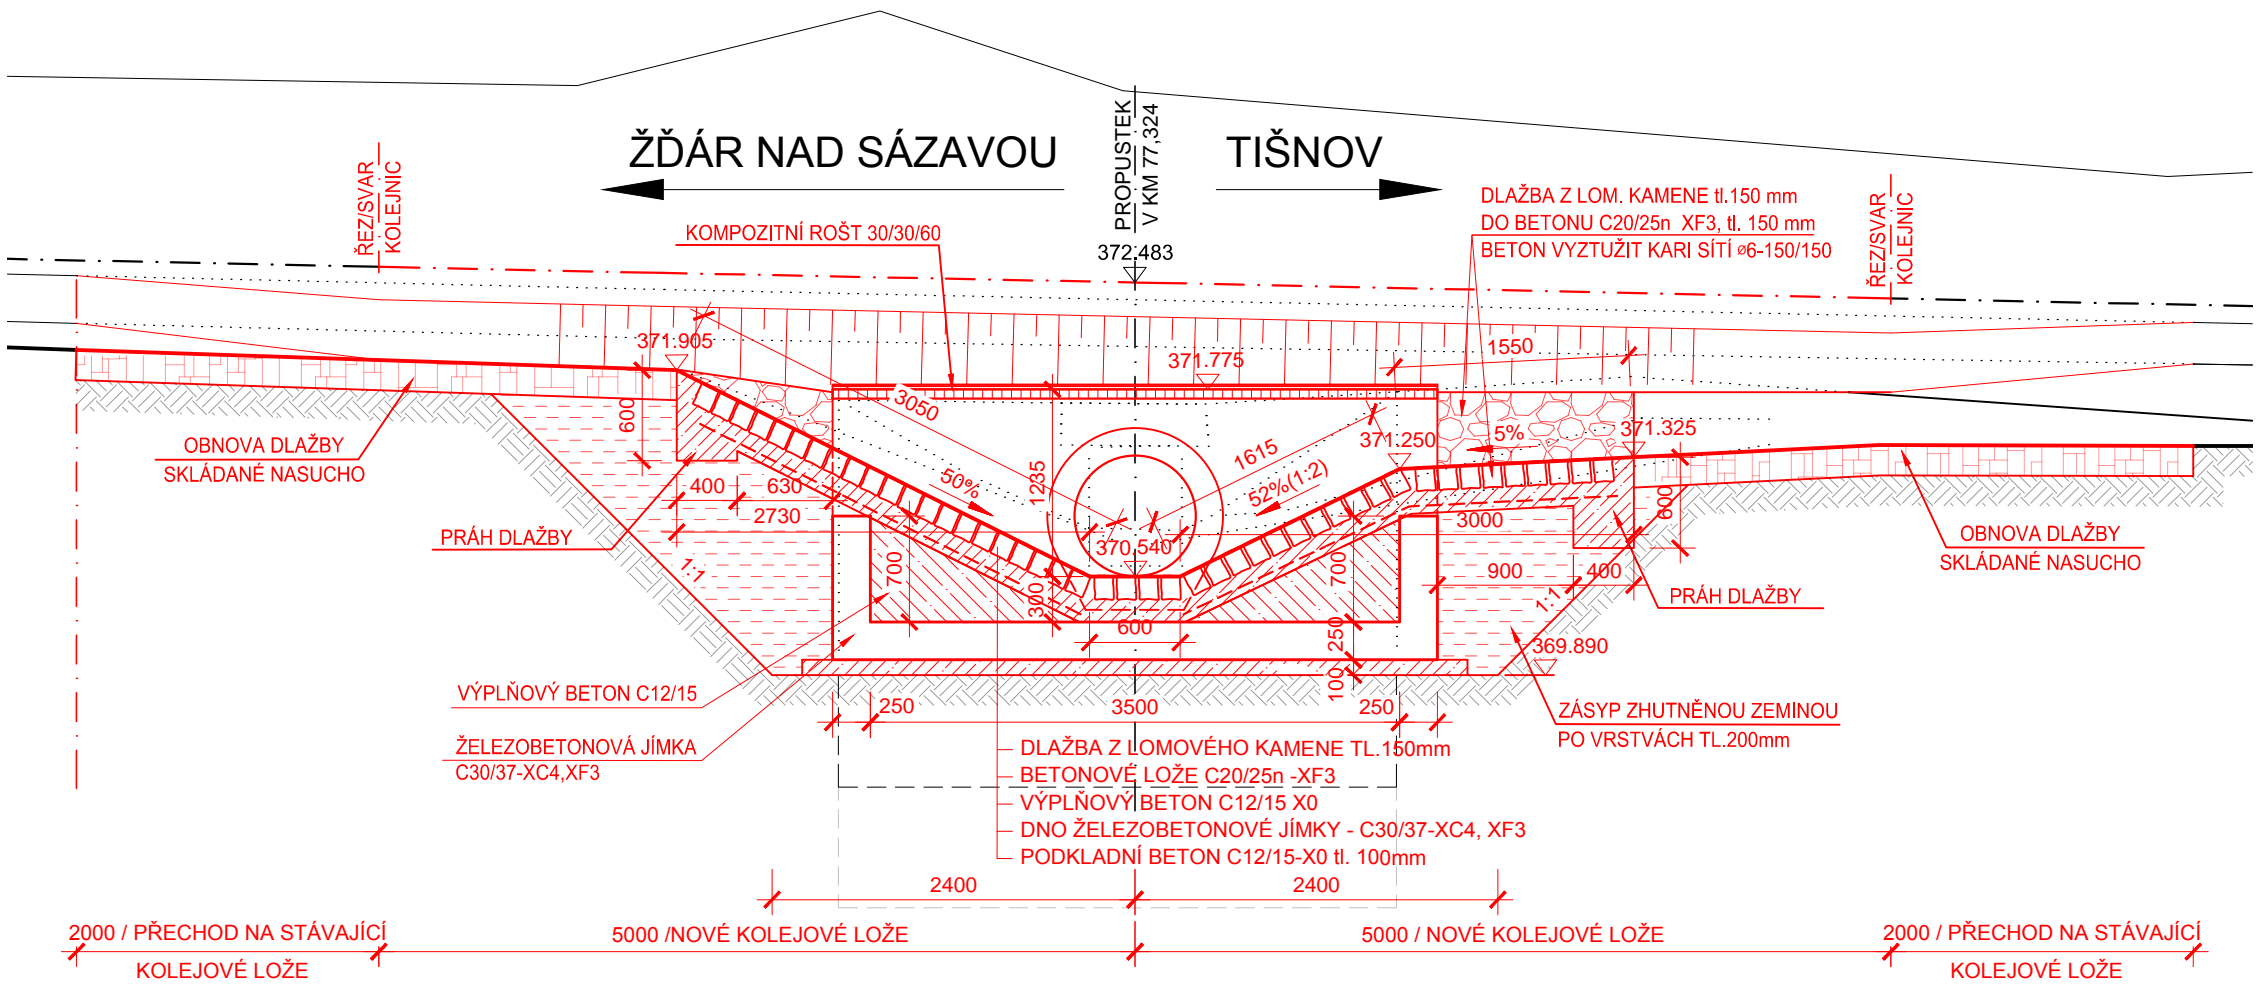 ŽĎÁR NAD SÁZAVOU
TIŠNOV
PROPUSTEK
V KM 77,324
372.483
ŘEZ/SVAR
KOLEJNIC
KOMPOZITNÍ ROŠT 30/30/60
DLAŽBA Z LOM. KAMENE tl.150 mm
DO BETONU C20/25n XF3, tl. 150 mm
BETON VYZTUŽIT KARI SÍTÍ ø6-150/150
ŘEZ/SVAR
KOLEJNIC
371.905
371.775
1550
3050
600
371.250
5%
371.325
OBNOVA DLAŽBY
SKLÁDANÉ NASUCHO
1615
1235
50%
52%(1:2)
400
630
2730
3000
600
PRÁH DLAŽBY
370.540
OBNOVA DLAŽBY
SKLÁDANÉ NASUCHO
1:1
700
300
700
900
400
1:1
PRÁH DLAŽBY
600
250
369.890
100
VÝPLŇOVÝ BETON C12/15
250
3500
250
ZÁSYP ZHUTNĚNOU ZEMINOU
PO VRSTVÁCH TL.200mm
ŽELEZOBETONOVÁ JÍMKA
C30/37-XC4,XF3
DLAŽBA Z LOMOVÉHO KAMENE TL.150mm
BETONOVÉ LOŽE C20/25n -XF3
VÝPLŇOVÝ BETON C12/15 X0
DNO ŽELEZOBETONOVÉ JÍMKY - C30/37-XC4, XF3
PODKLADNÍ BETON C12/15-X0 tl. 100mm
2400
2400
2000 / PŘECHOD NA STÁVAJÍCÍ
KOLEJOVÉ LOŽE
5000 /NOVÉ KOLEJOVÉ LOŽE
5000 / NOVÉ KOLEJOVÉ LOŽE
2000 / PŘECHOD NA STÁVAJÍCÍ
KOLEJOVÉ LOŽE